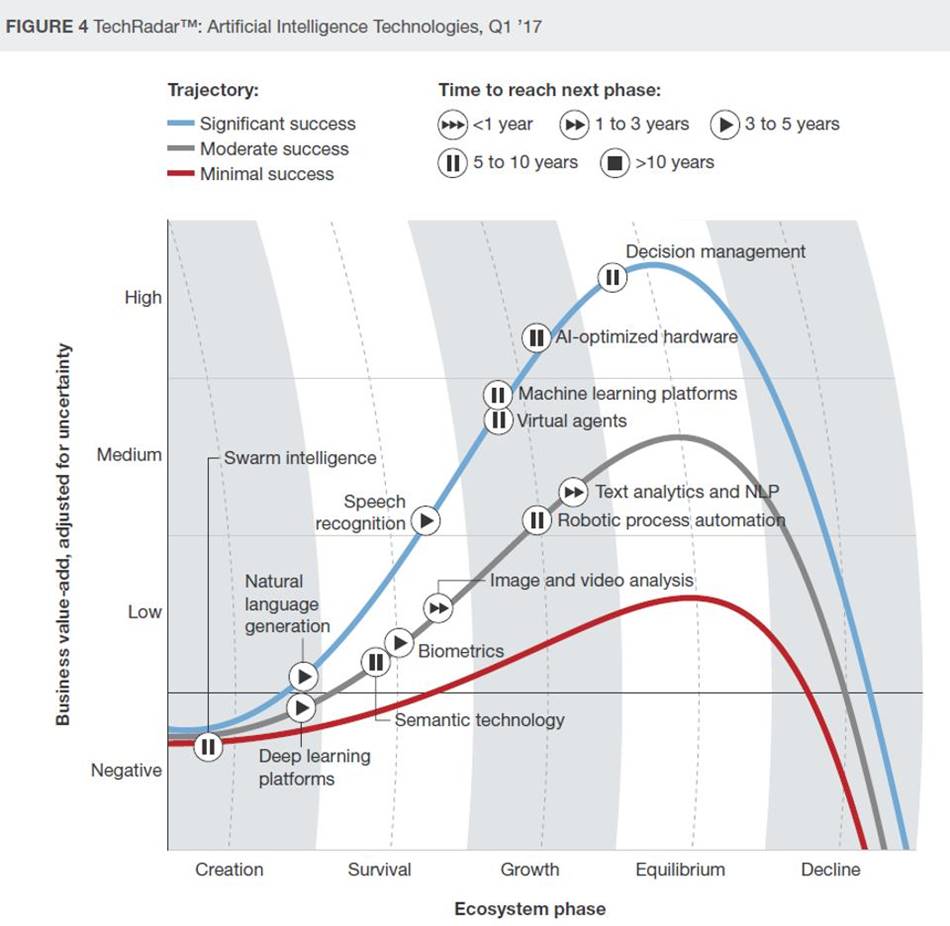 FIGURE 4 TechRadar™: Artificial Intelligence Technologies, Q1 ’17
Trajectory:
Significant success
Moderate success
Minimal success
Time to reach next phase:
<1 year
1 to 3 years
3 to 5 years
5 to 10 years
>10 years
Business value-add, adjusted for uncertainty
High
Medium
Low
Negative
Decision management
AI-optimized hardware
Machine learning platforms
Virtual agents
Swarm intelligence
Speech
recognition
Text analytics and NLP
Robotic process automation
Natural
language
generation
Image and video analysis
Biometrics
Semantic technology
Deep learning
platforms
Creation
Survival
Growth
Equilibrium
Decline
Ecosystem phase